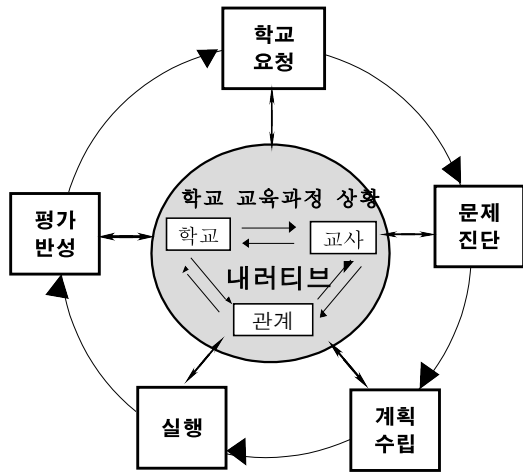 학교
요청
학교 교육과정 상황
학교
교사
내러티브
관계
평가
반성
문제
진단
실행
계획
수립